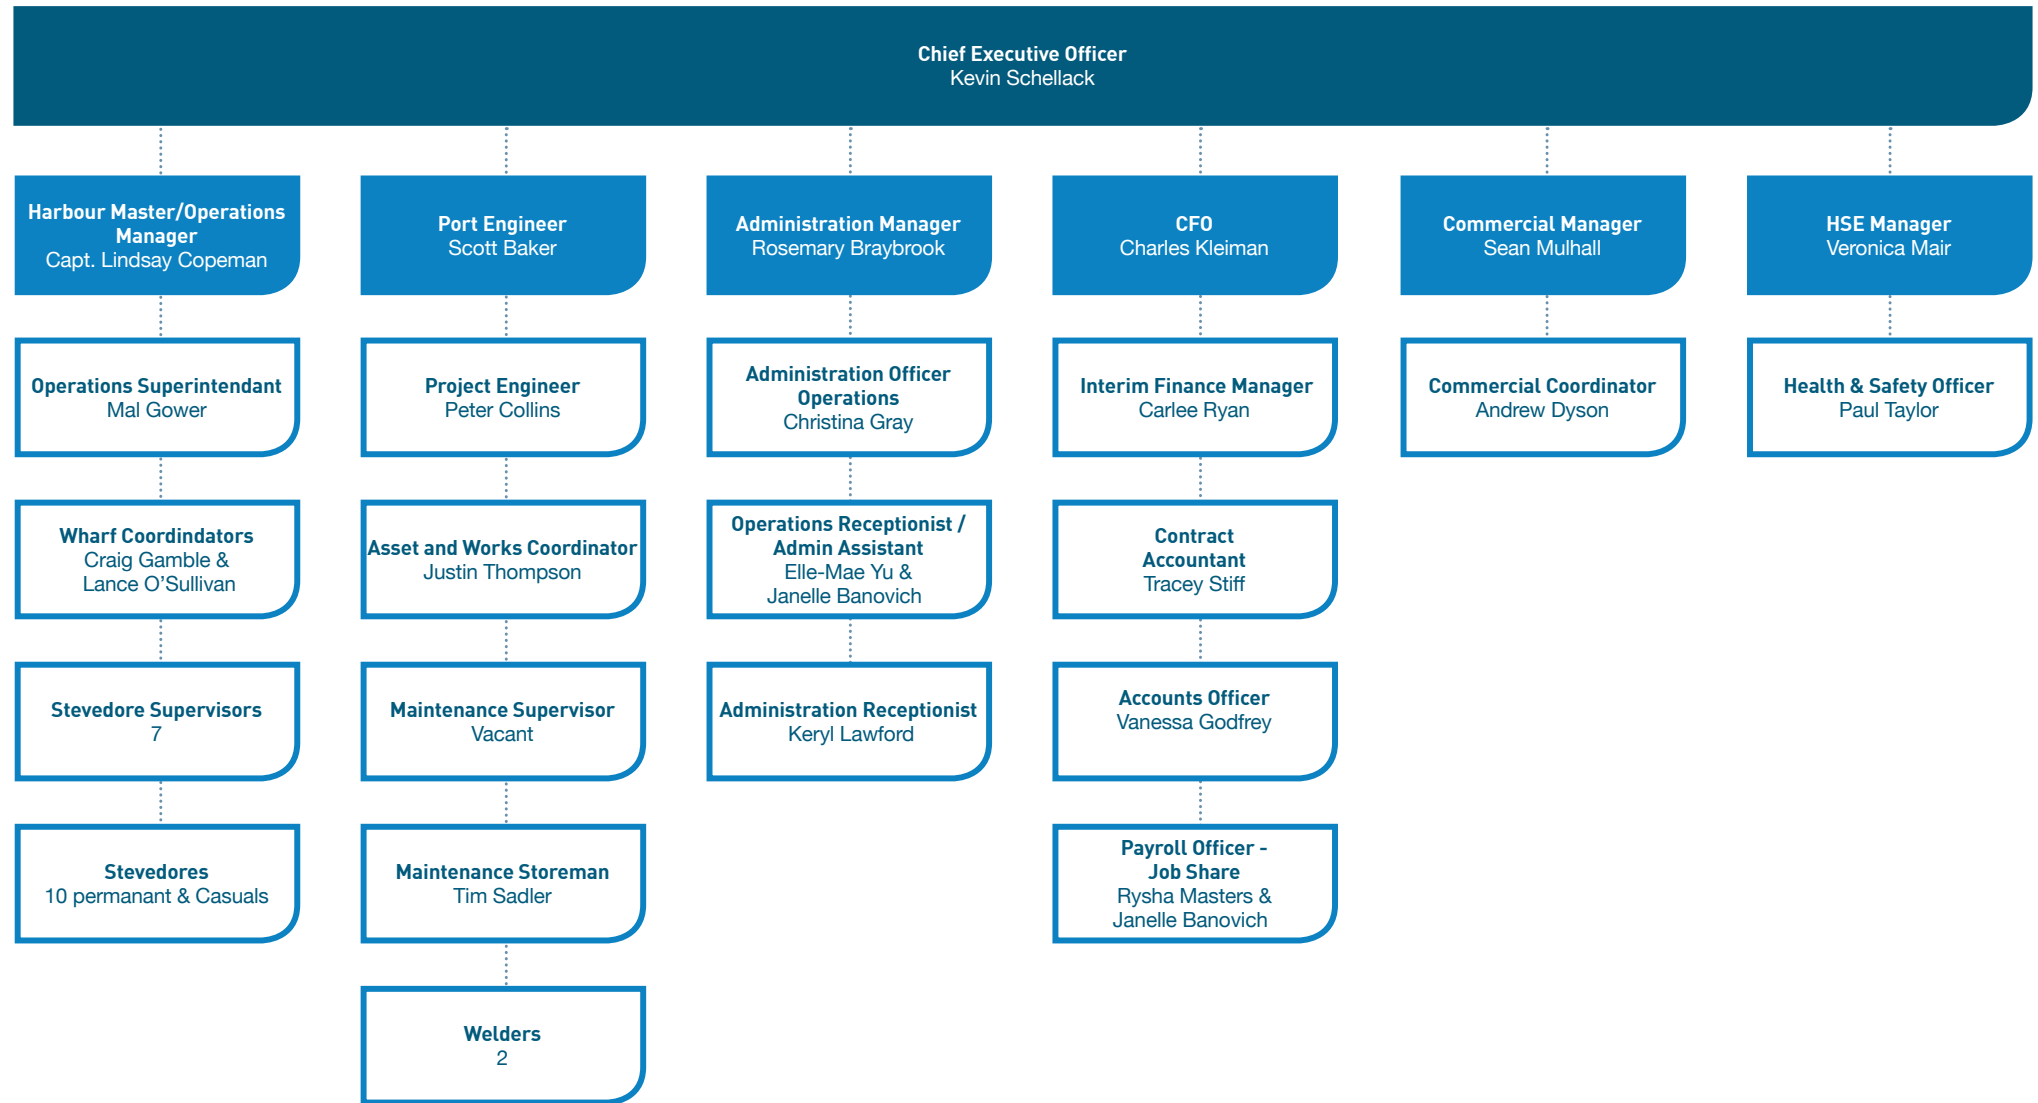 Chief Executive Officer
Kevin Schellack
Harbour Master/Operations
Manager
Capt. Lindsay Copeman
Operations Superintendant
Mal Gower
Wharf Coordindators
Craig Gamble &
Lance O'Sullivan
Stevedore Supervisors
7
Stevedores
10 permanant & Casuals
Port Engineer
Scott Baker
Project Engineer
Peter Collins
Asset and Works Coordinator
Justin Thompson
Maintenance Supervisor
Vacant
Maintenance Storeman
Tim Sadler
Welders
2
Administration Manager
Rosemary Braybrook
Administration Officer
Operations
Christina Gray
Operations Receptionist /
Admin Assistant
Elle-Mae Yu &
Janelle Banovich
Administration Receptionist
Keryl Lawford
CFO
Charles Kleiman
Interim Finance Manager
Carlee Ryan
Contract
Accountant
Tracey Stiff
Accounts Officer
Vanessa Godfrey
Payroll Officer -
Job Share
Rysha Masters &
Janelle Banovich
Commercial Manager
Sean Mulhall
Commercial Coordinator
Andrew Dyson
HSE Manager
Veronica Mair
Health & Safety Officer
Paul Taylor